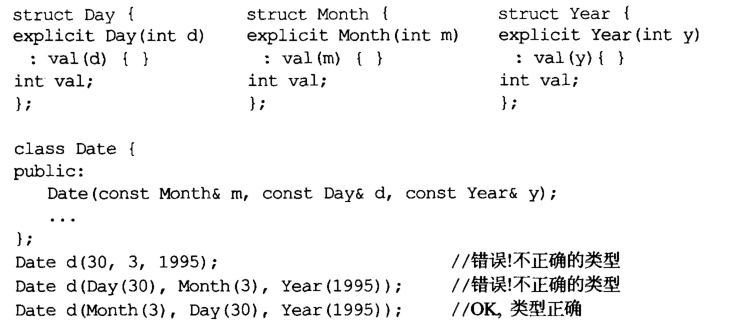 struct Day {    struct Month {    struct Year {
explicit Day(int d)    explicit Month(int m)    explicit Year(int y)
: val(d) { }    : val(m) { }    : val(y){ }
int val;    int val;    int val;
};    };    };
class Date {
public:
Date(const Month& m, const Day& d, const Year& y);
...
};
Date d(30, 3, 1995);    //错误!不正确的类型
Date d(Day(30), Month(3), Year(1995));    //错误!不正确的类型
Date d(Month(3), Day(30), Year(1995));    //OK, 类型正确